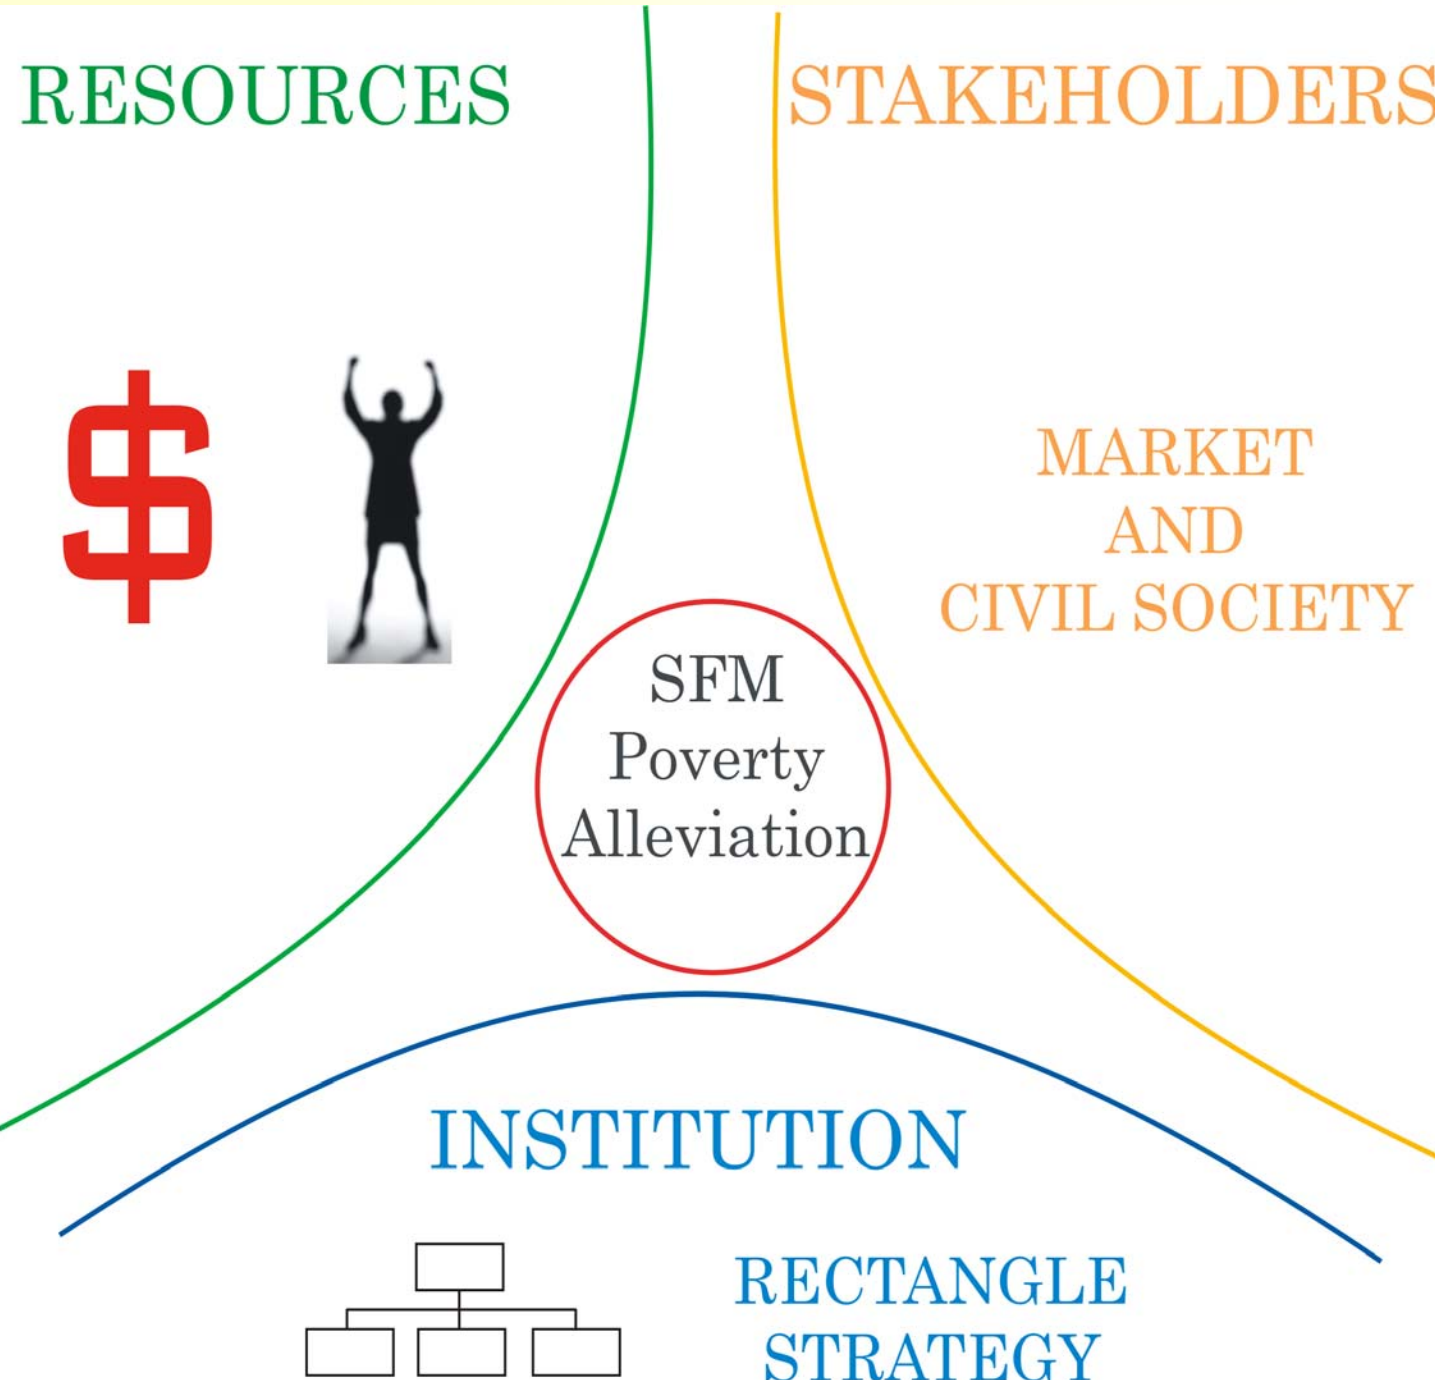 RESOURCES
STAKEHOLDERS
$
MARKET
AND
CIVIL SOCIETY
SFM
Poverty
Alleviation
INSTITUTION
RECTANGLE
STRATEGY